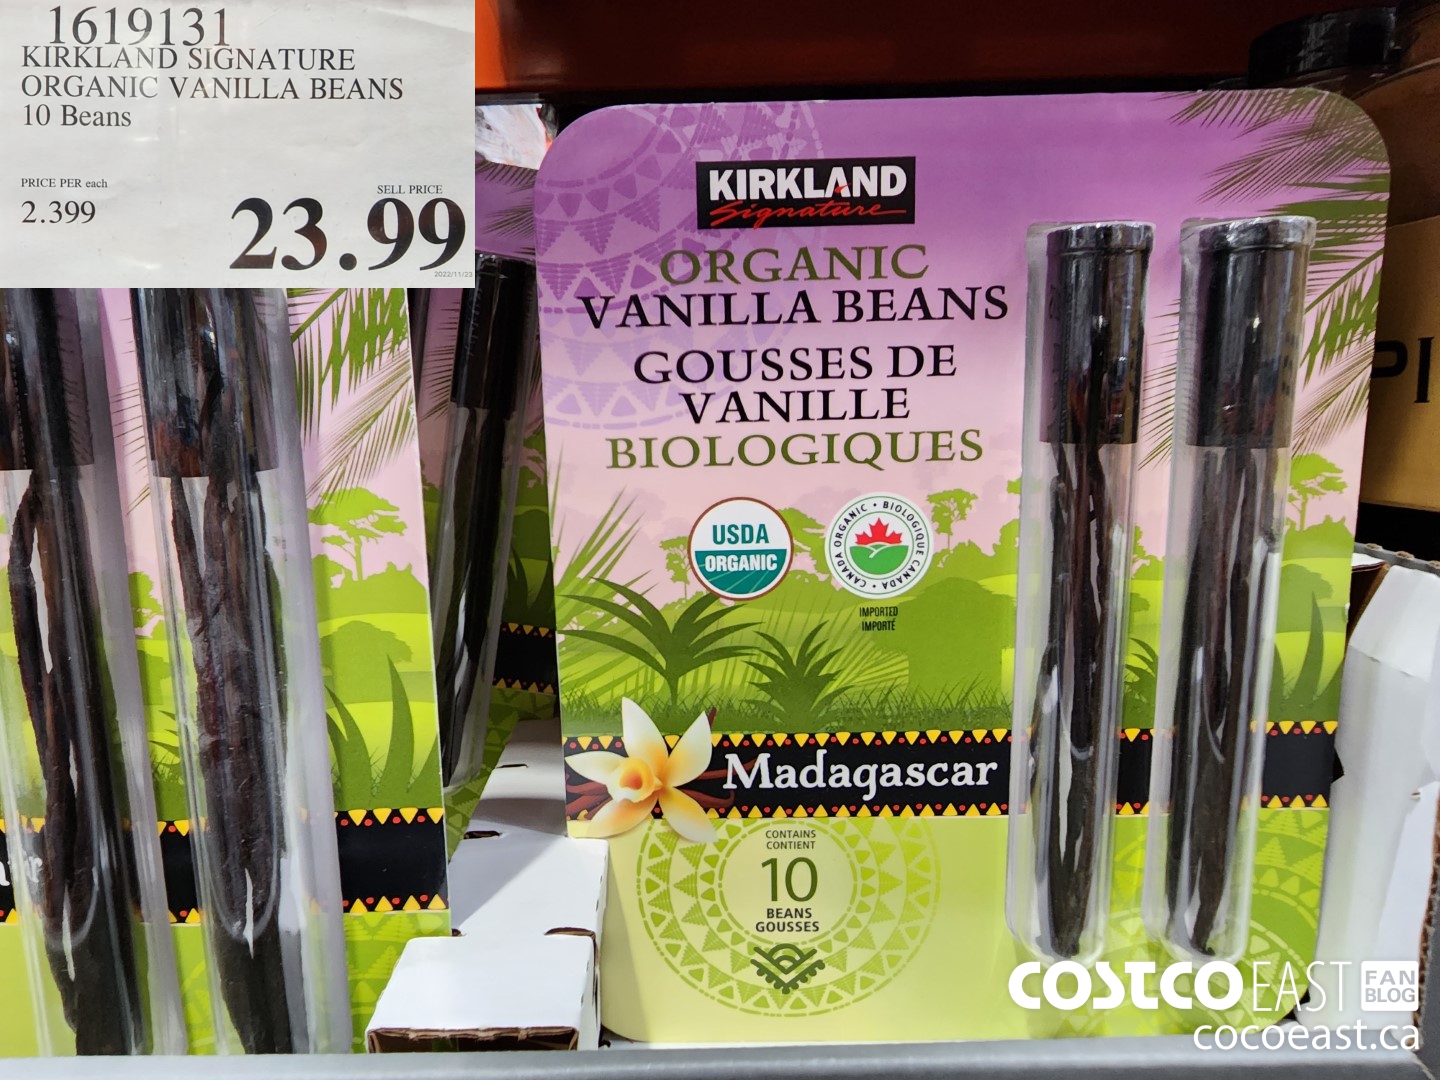 1619131
KIRKLAND SIGNATURE
ORGANIC VANILLA BEANS
10 Beans
PRICE PER each
2.399
SELL PRICE
23.99
2022/11/23
KIRKLAND
Signature
ORGANIC
VANILLA BEANS
GOUSSES DE
VANILLE
BIOLOGIQUES
USDA
ORGANIC
CANADA ORGANIC • BIOLOGIQUE CANADA •
IMPORTED
IMPORTÉ
Madagascar
CONTAINS
CONTIENT
10
BEANS
GOUSSES
COSTCO EAST FAN BLOG
cocoeast.ca